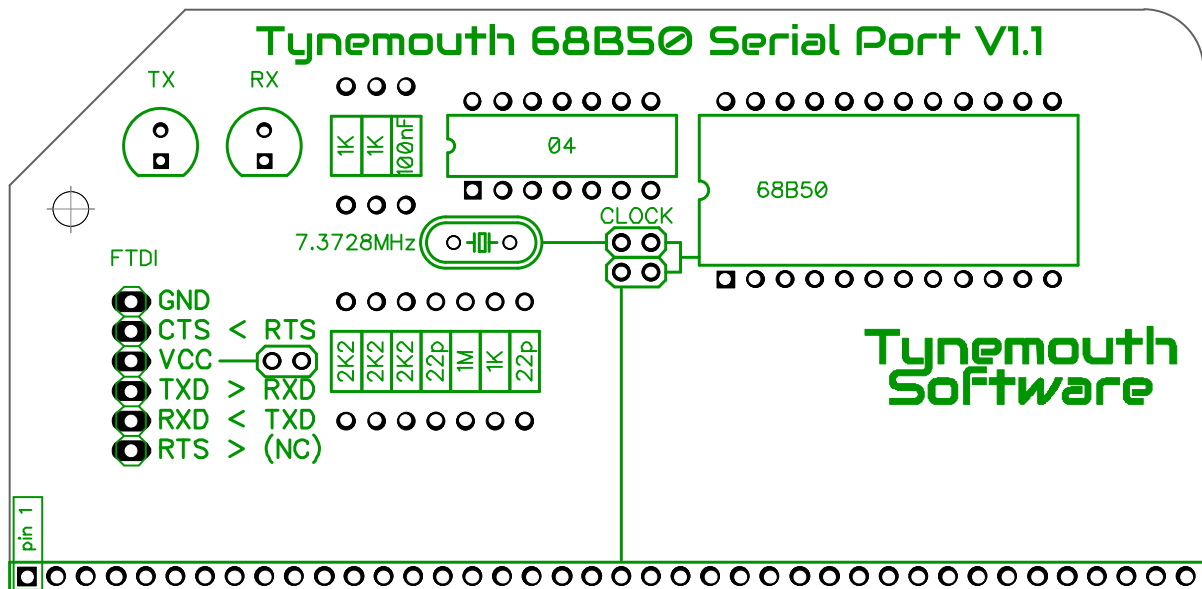 Tynemouth 68B50 Serial Port V1.1
TX
RX
1K
1K
100nF
04
68B50
CLOCK
7.3728MHz
FTDI
GND
CTS < RTS
VCC
TXD > RXD
RXD < TXD
RTS > (NC)
2K2
2K2
2K2
22p
1M
1K
22p
Tynemouth
Software
pin 1